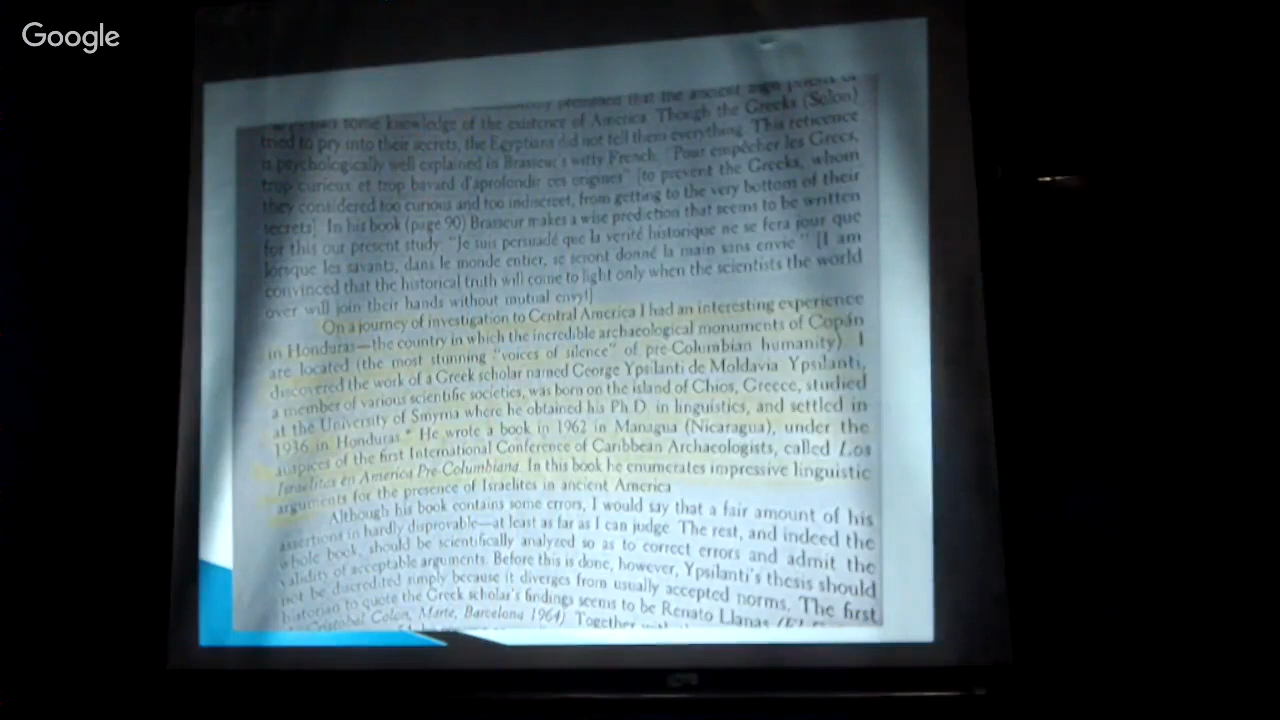 Google
that the ancient
some knowledge of the existence of America. Though the Greeks (Solon)
tried to pry into their secrets, the Egyptians did not tell them everything. This reticence
is psychologically well explained in Brasseur's witty French: "Pour empêcher les Grecs,
trop curieux et trop bavard d'aprofondir ces origines" [to prevent the Greeks, whom
they considered too curious and too indiscreet, from getting to the very bottom of their
secrets]. In his book (page 90) Brasseur makes a wise prediction that seems to be written
for this our present study: "Je suis persuadé que la verité historique ne se fera jour que
lorsque les savants, dans le monde entier, se seront donné la main sans envie." [I am
convinced that the historical truth will come to light only when the scientists the world
over will join their hands without mutual envy!]
On a journey of investigation to Central America I had an interesting experience
in Honduras—the country in which the incredible archaeological monuments of Copán
are located (the most stunning "voices of silence" of pre-Columbian humanity). I
discovered the work of a Greek scholar named George Ypsilanti de Moldavia Ypsilanti,
a member of various scientific societies, was born on the island of Chios, Greece, studied
at the University of Smyrna where he obtained his Ph.D. in linguistics, and settled in
1936 in Honduras.* He wrote a book in 1962 in Managua (Nicaragua), under the
auspices of the first International Conference of Caribbean Archaeologists, called Los
Israelitas en America Pre-Columbiana. In this book he enumerates impressive linguistic
arguments for the presence of Israelites in ancient America
Although his book contains some errors, I would say that a fair amount of his
assertions in hardly disprovable—at least as far as I can judge. The rest, and indeed the
whole book, should be scientifically analyzed so as to correct errors and admit the
validity of acceptable arguments. Before this is done, however, Ypsilanti's thesis should
not be discredited simply because it diverges from usually accepted norms. The first
historian to quote the Greek scholar's findings seems to be Renato Llanas
Cristobal Colon, Marte, Barcelona 1964) Together